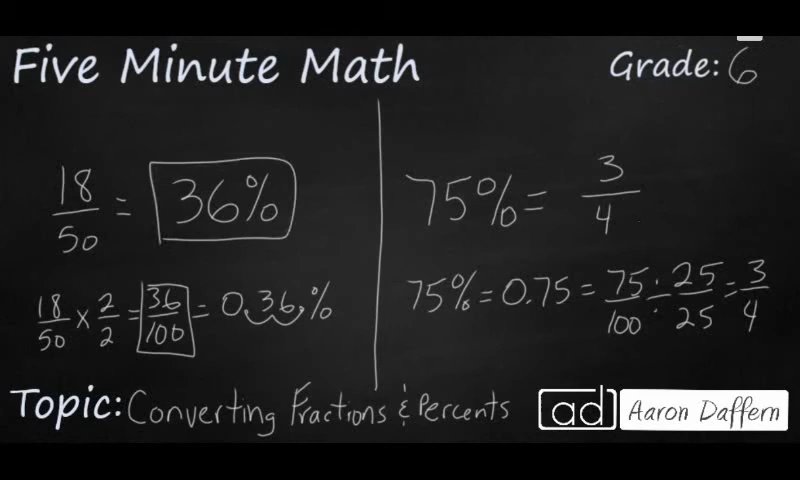 Five Minute Math
Grade: 6
18/50 = 36%
18/50 × 2/2 = 36/100 = 0.36.%
75% = 3/4
75% = 0.75 = 75/100 ÷ 25/25 = 3/4
Topic: Converting Fractions & Percents
ad Aaron Daffern